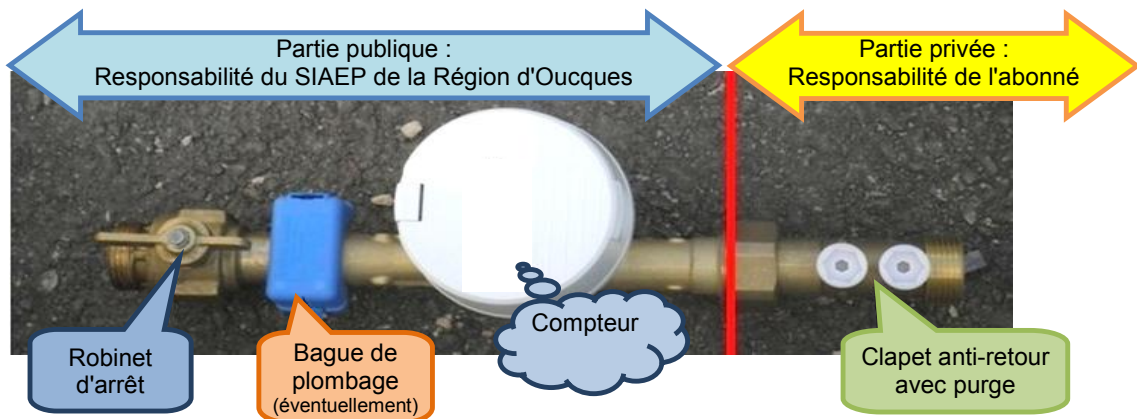 Partie publique :
Responsabilité du SIAEP de la Région d'Oucques
Partie privée :
Responsabilité de l'abonné
Compteur
Robinet
d'arrêt
Bague de
plombage
(éventuellement)
Clapet anti-retour
avec purge